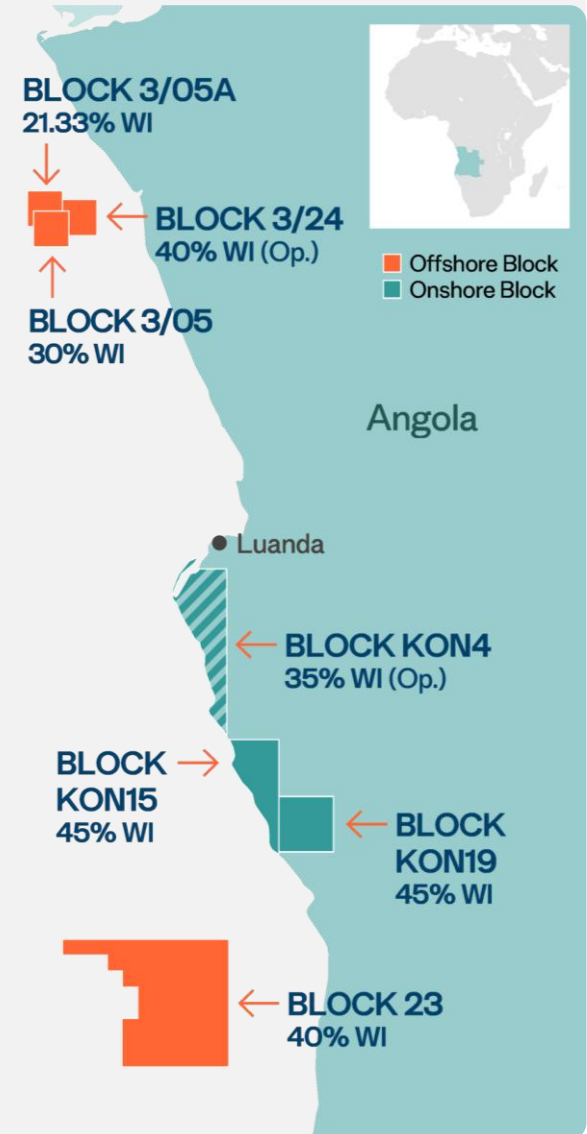 BLOCK 3/05A
21.33% WI
BLOCK 3/24
40% WI (Op.)
BLOCK 3/05
30% WI
Offshore Block
Onshore Block
Angola
Luanda
BLOCK KON4
35% WI (Op.)
BLOCK
KON15
45% WI
BLOCK
KON19
45% WI
BLOCK 23
40% WI